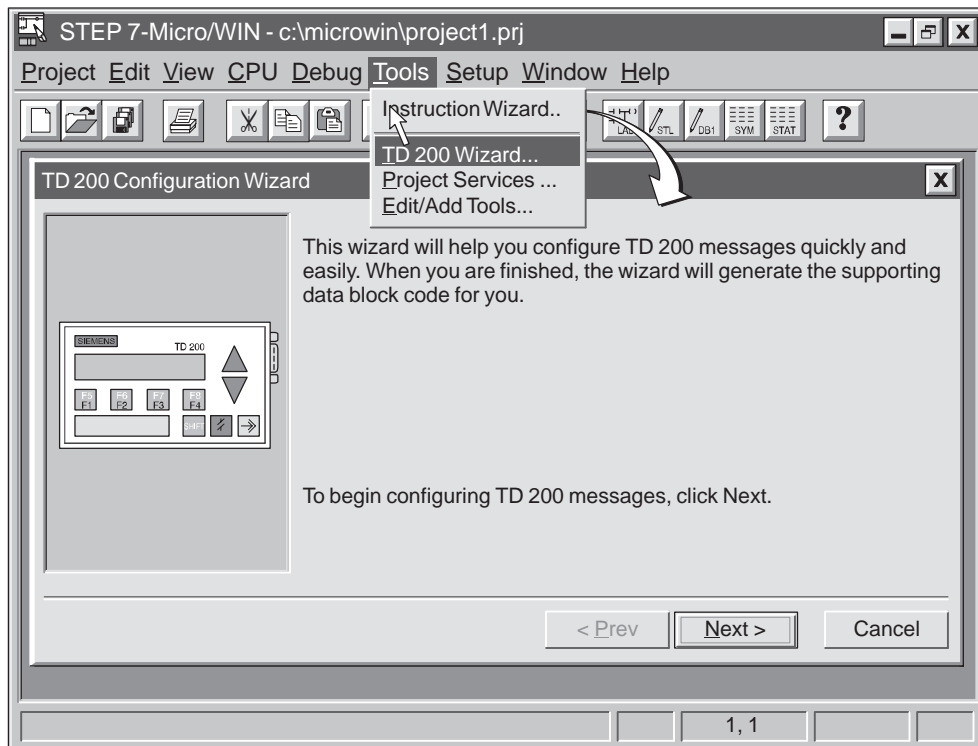 STEP 7-Micro/WIN - c:\microwin\project1.prj
Project Edit View CPU Debug Tools Setup Window Help
Instruction Wizard..
TD 200 Wizard...
Project Services ...
Edit/Add Tools...
LAD STL DB1 SYM STAT ?
TD 200 Configuration Wizard
X
This wizard will help you configure TD 200 messages quickly and
easily. When you are finished, the wizard will generate the supporting
data block code for you.
SIEMENS
TD 200
F5 F6 F7 F8
F1 F2 F3 F4
SHIFT
To begin configuring TD 200 messages, click Next.
< Prev Next > Cancel
1, 1